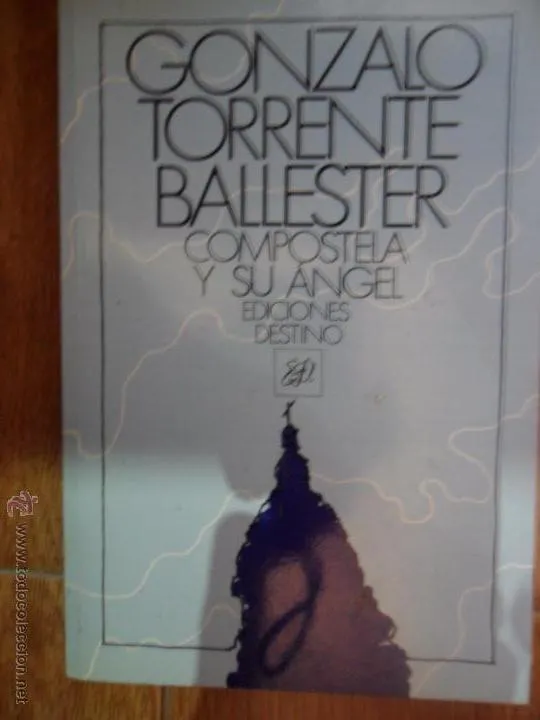 GONZALO
TORRENTE
BALLESTER
COMPOSTELA
Y SU ÁNGEL
EDICIONES
DESTINO
www.todocoleccion.net